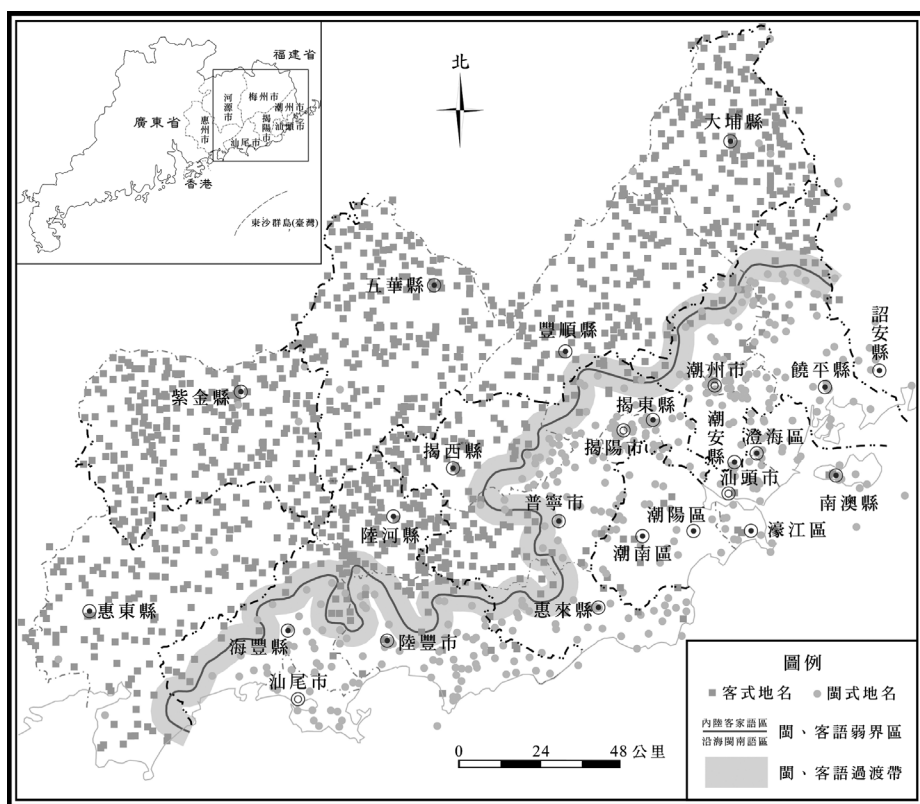 福建省
梅州市
河源市
潮州市
揭陽市
汕頭市
惠州市
廣東省
汕尾市
香港
東沙群島(臺灣)
北
大埔縣
五華縣
豐順縣
詔安縣
紫金縣
潮州市
饒平縣
揭東縣
揭陽市
潮安縣
澄海區
揭西縣
汕頭市
南澳縣
普寧市
潮陽區
濠江區
陸河縣
潮南區
惠東縣
惠來縣
海豐縣
陸豐市
汕尾市
0 24 48 公里
圖例
客式地名 閩式地名
內陸客家語區
沿海閩南語區
閩、客語弱界區
閩、客語過渡帶